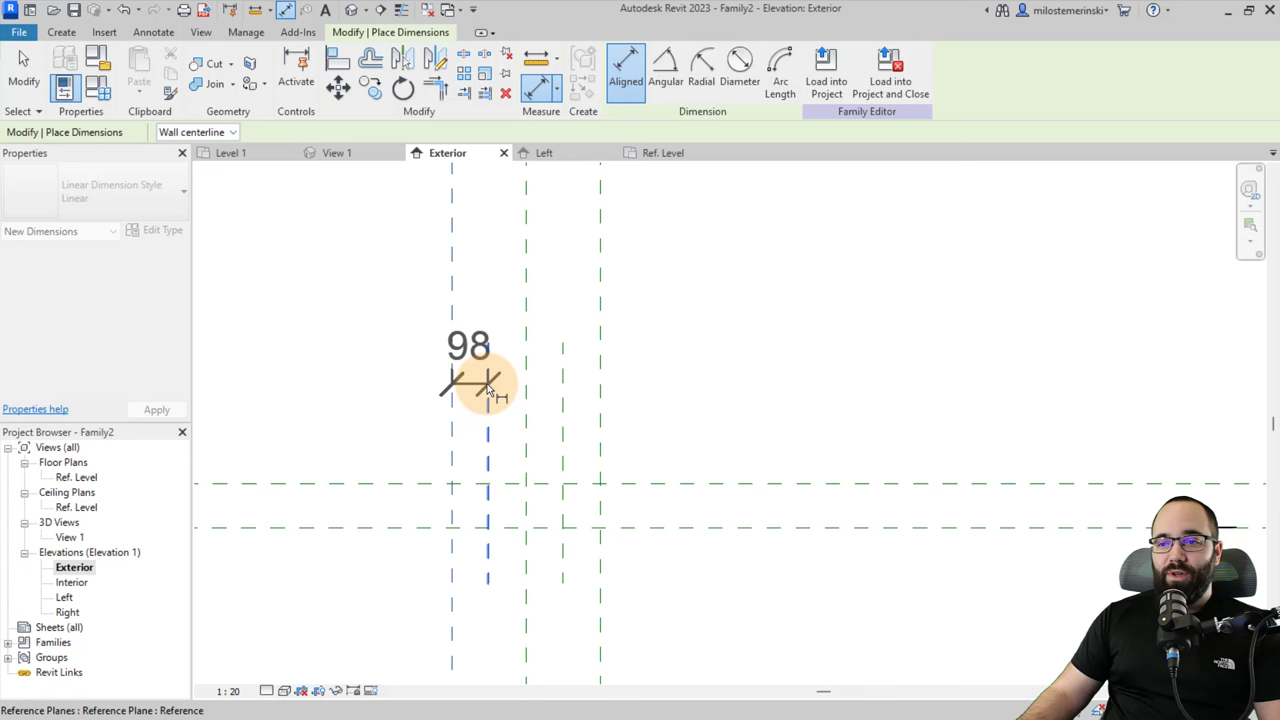 Autodesk Revit 2023 - Family2 - Elevation: Exterior
milostemerinski
File Create Insert Annotate View Manage Add-Ins Modify | Place Dimensions
Modify
Paste
Cut
Join
Activate
Aligned Angular Radial Diameter Arc Length
Load into Project
Load into Project and Close
Select Properties Clipboard Geometry Controls Modify Measure Create Dimension Family Editor
Modify | Place Dimensions Wall centerline
Properties
Level 1 View 1 Exterior Left Ref. Level
Linear Dimension Style
Linear
New Dimensions Edit Type
2D
98
Properties help Apply
Project Browser - Family2
Views (all)
Floor Plans
Ref. Level
Ceiling Plans
Ref. Level
3D Views
View 1
Elevations (Elevation 1)
Exterior
Interior
Left
Right
Sheets (all)
Families
Groups
Revit Links
1 : 20
Reference Planes : Reference Plane : Reference